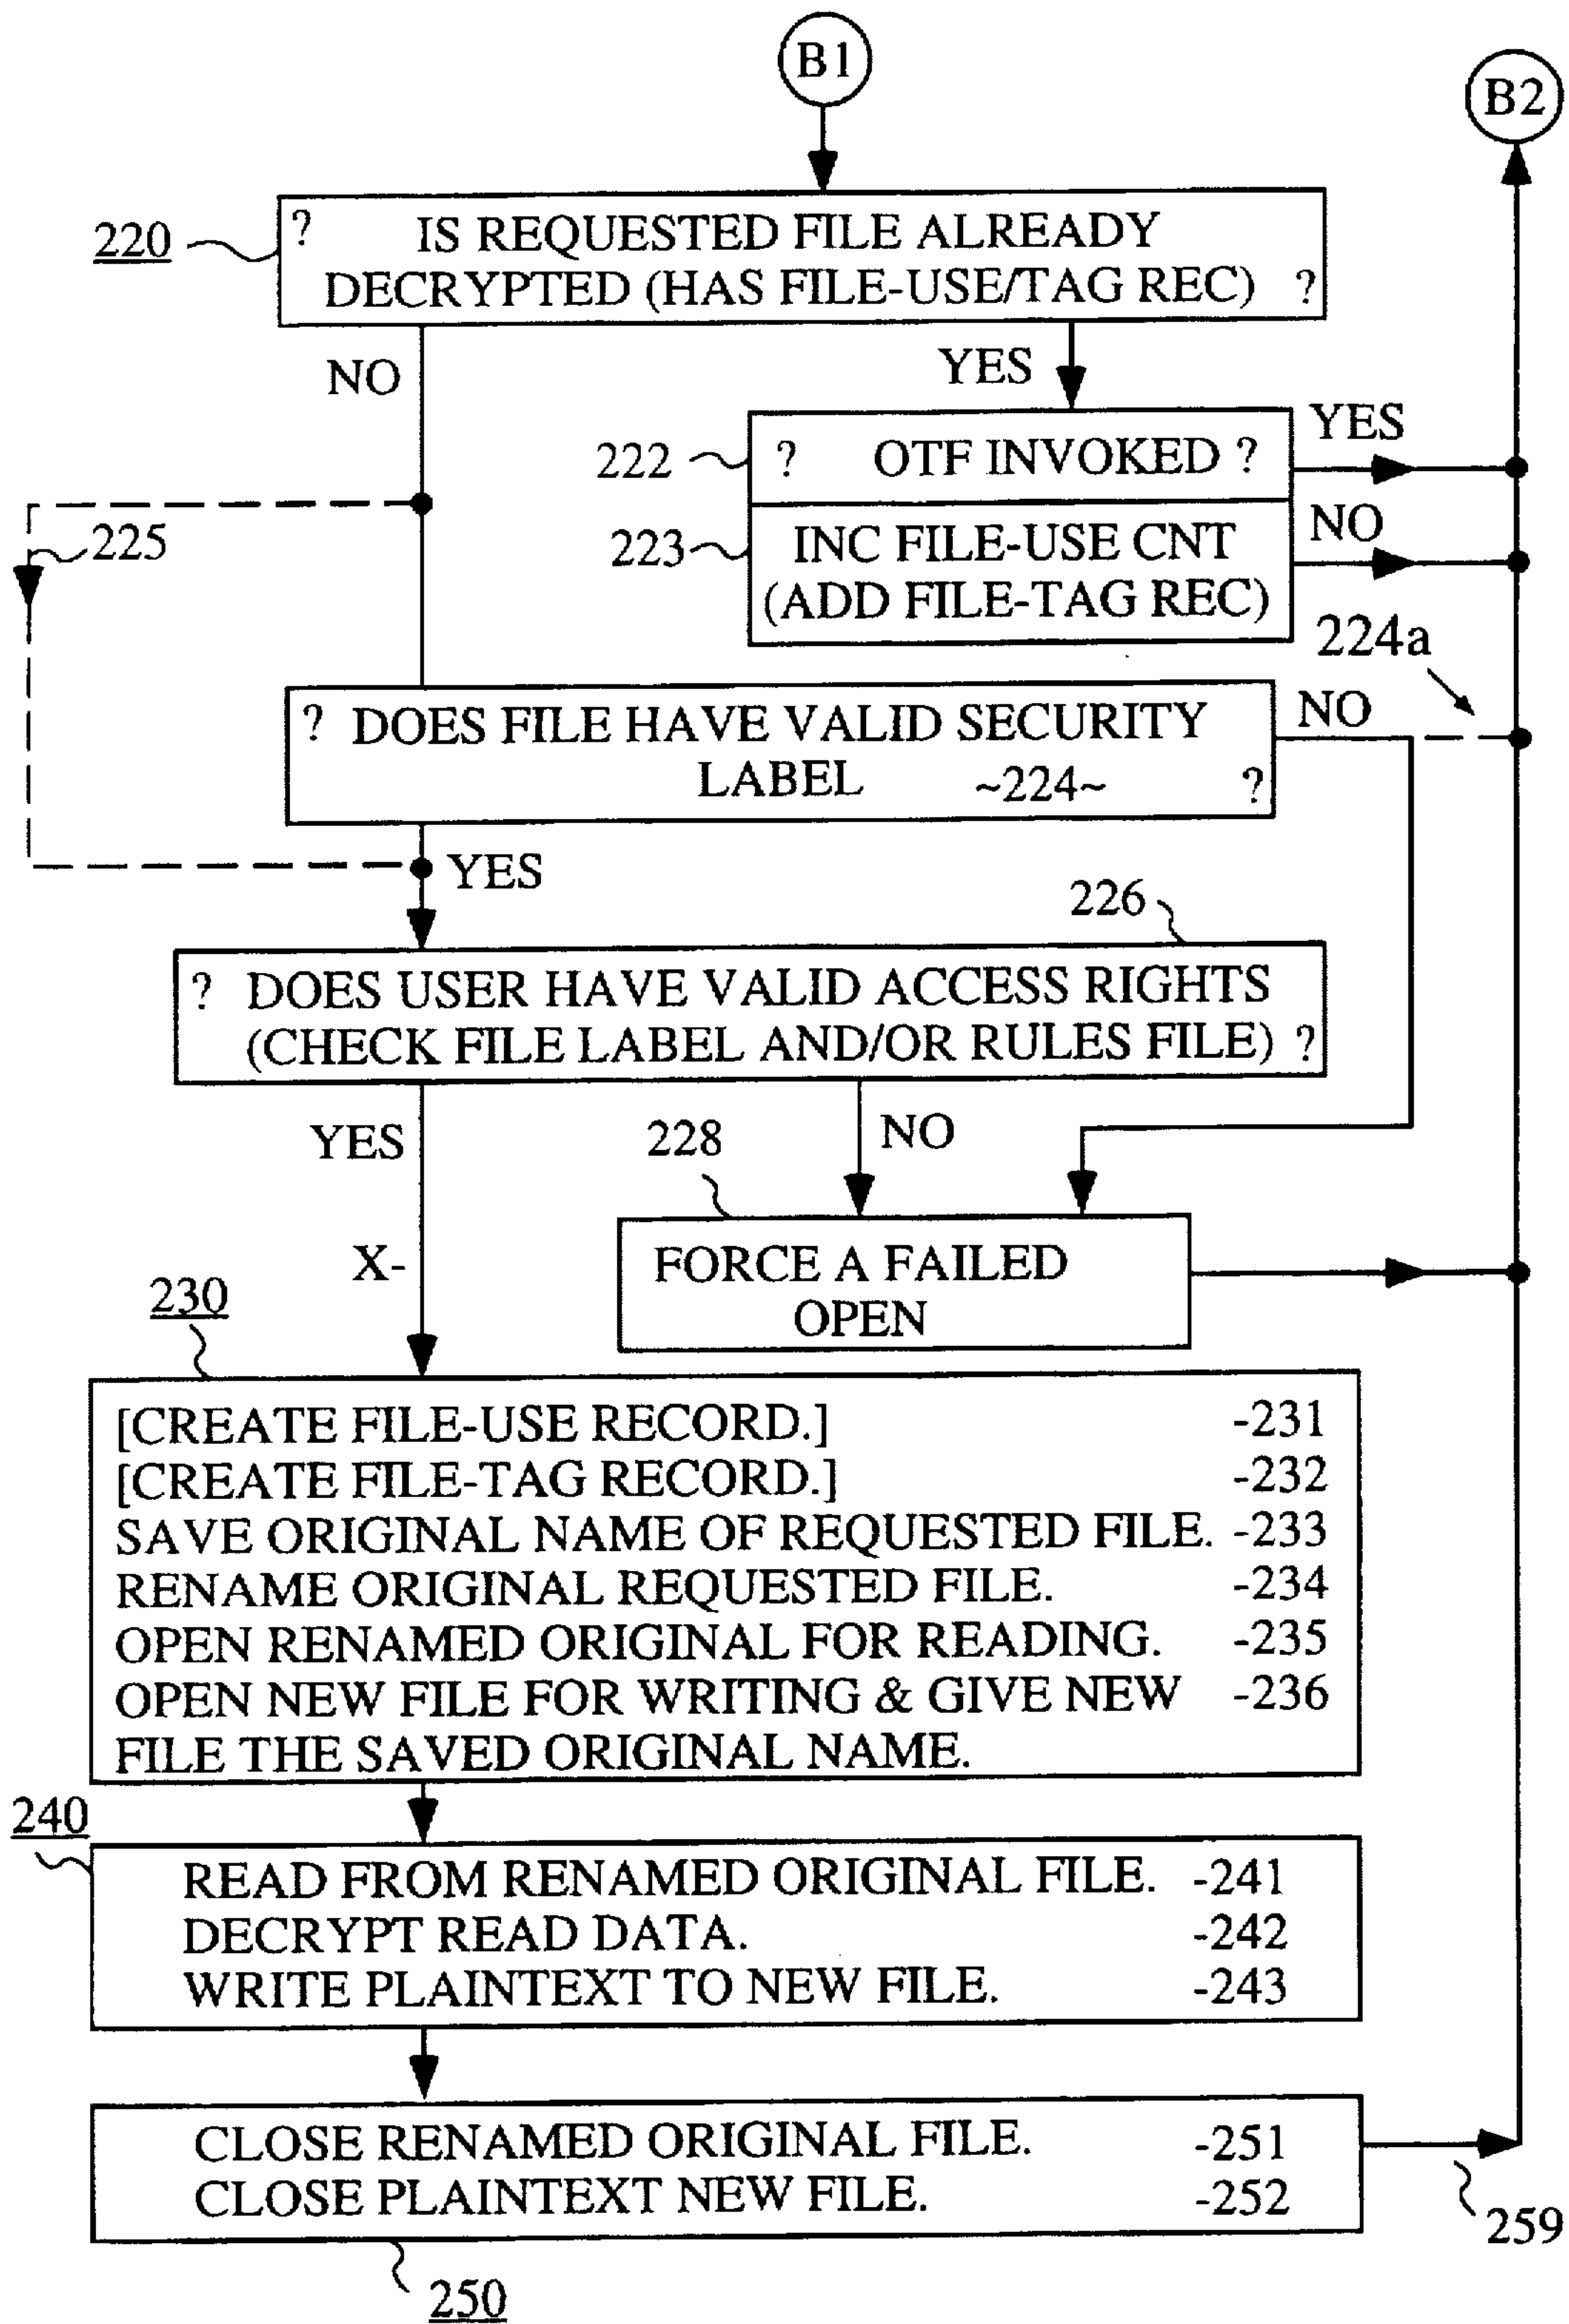 B1
B2
220
? IS REQUESTED FILE ALREADY
DECRYPTED (HAS FILE-USE/TAG REC) ?
NO
YES
222
? OTF INVOKED ?
YES
225
223
INC FILE-USE CNT
(ADD FILE-TAG REC)
NO
224a
? DOES FILE HAVE VALID SECURITY
LABEL ~224~ ?
NO
YES
226
? DOES USER HAVE VALID ACCESS RIGHTS
(CHECK FILE LABEL AND/OR RULES FILE) ?
YES
NO
228
X-
FORCE A FAILED
OPEN
230
[CREATE FILE-USE RECORD.] -231
[CREATE FILE-TAG RECORD.] -232
SAVE ORIGINAL NAME OF REQUESTED FILE. -233
RENAME ORIGINAL REQUESTED FILE. -234
OPEN RENAMED ORIGINAL FOR READING. -235
OPEN NEW FILE FOR WRITING & GIVE NEW -236
FILE THE SAVED ORIGINAL NAME.
240
READ FROM RENAMED ORIGINAL FILE. -241
DECRYPT READ DATA. -242
WRITE PLAINTEXT TO NEW FILE. -243
CLOSE RENAMED ORIGINAL FILE. -251
CLOSE PLAINTEXT NEW FILE. -252
259
250